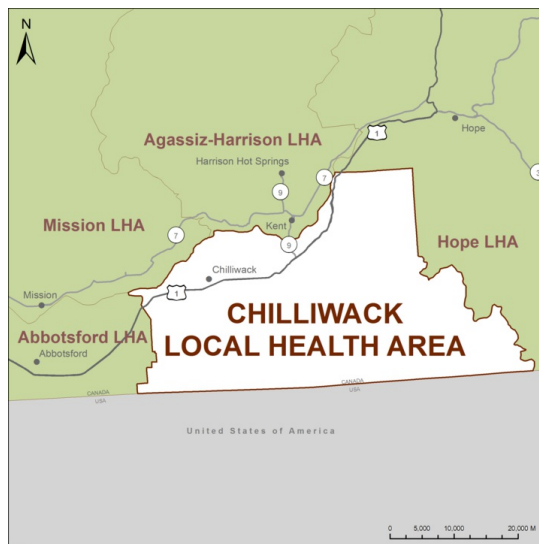 N
1
Hope
Agassiz-Harrison LHA
Harrison Hot Springs
7
3
9
Kent
Mission LHA
7
9
Hope LHA
Chilliwack
1
Mission
CHILLIWACK
LOCAL HEALTH AREA
Abbotsford LHA
Abbotsford
CANADA
USA
CANADA
USA
United States of America
0 5,000 10,000 20,000 M